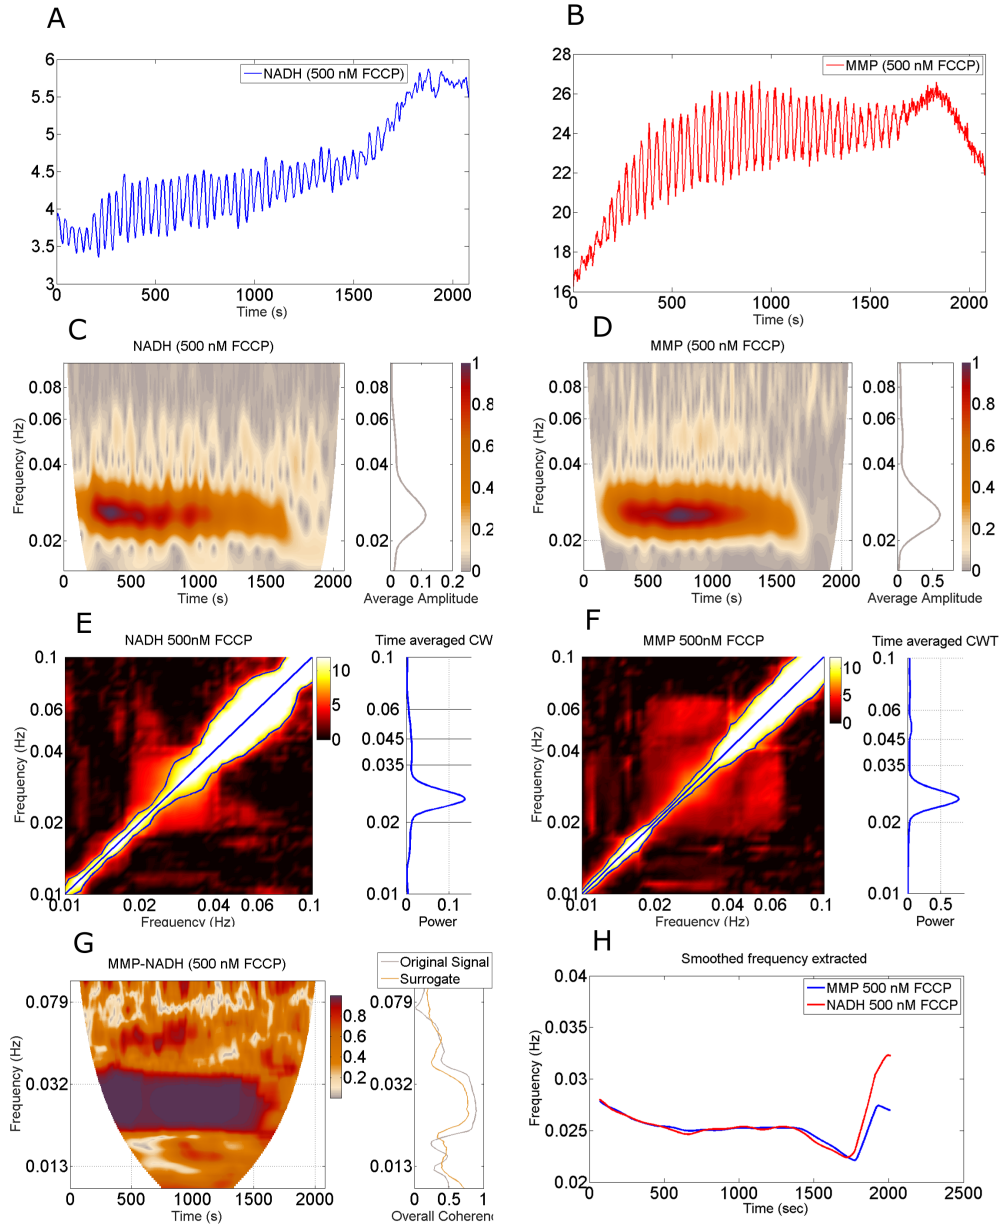 A
NADH (500 nM FCCP)
6
5.5
5
4.5
4
3.5
3
0 500 1000 1500 2000
Time (s)
B
MMP (500 nM FCCP)
28
26
24
22
20
18
16
0 500 1000 1500 2000
Time (s)
C
NADH (500 nM FCCP)
Frequency (Hz)
0.08
0.06
0.04
0.02
0 500 1000 1500 2000
Time (s)
0.08
0.06
0.04
0.02
0 0.1 0.2
Average Amplitude
1
0.8
0.6
0.4
0.2
0
D
MMP (500 nM FCCP)
Frequency (Hz)
0.08
0.06
0.04
0.02
0 500 1000 1500 2000
Time (s)
0.08
0.06
0.04
0.02
0 0.5
Average Amplitude
1
0.8
0.6
0.4
0.2
0
E
NADH 500nM FCCP
Frequency (Hz)
0.1
0.06
0.04
0.02
0.01
0.01 0.02 0.04 0.06 0.1
Frequency (Hz)
10
5
0
Time averaged CW
0.1
0.06
0.045
0.035
0.02
0.01
0 0.1
Power
F
MMP 500nM FCCP
Frequency (Hz)
0.1
0.06
0.04
0.02
0.01
0.01 0.02 0.04 0.06 0.1
Frequency (Hz)
10
5
0
Time averaged CWT
0.1
0.06
0.045
0.035
0.02
0.01
0 0.5
Power
G
MMP-NADH (500 nM FCCP)
Frequency (Hz)
0.079
0.032
0.013
0 500 1000 1500 2000
Time (s)
0.8
0.6
0.4
0.2
Original Signal
Surrogate
0.079
0.032
0.013
0 0.5 1
Overall Coheren
H
Smoothed frequency extracted
MMP 500 nM FCCP
NADH 500 nM FCCP
Frequency (Hz)
0.04
0.035
0.03
0.025
0.02
0 500 1000 1500 2000 2500
Time (sec)